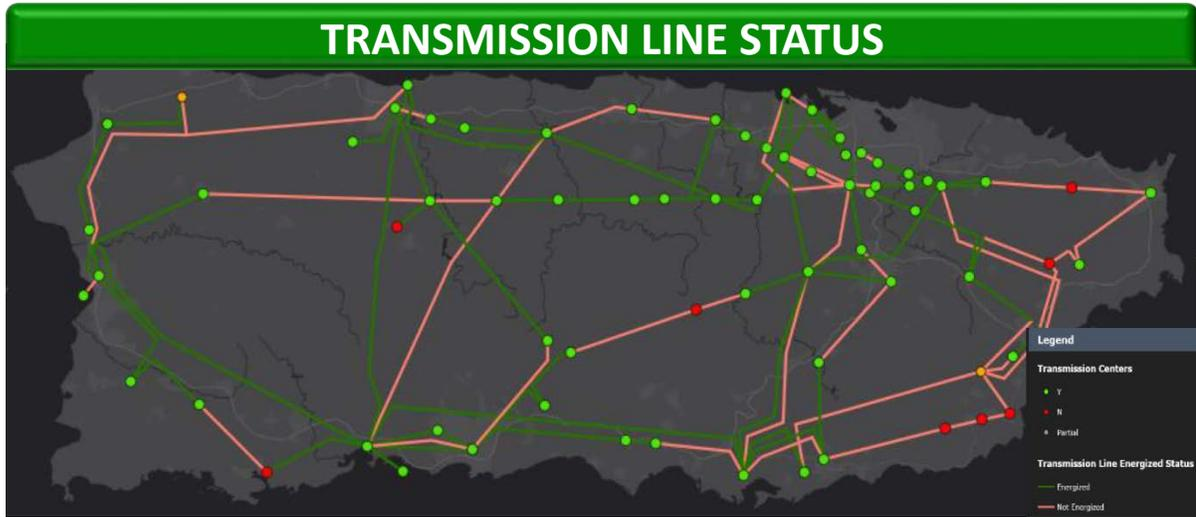 TRANSMISSION LINE STATUS
Legend
Transmission Centers
Y
N
Partial
Transmission Line Energized Status
Energized
Not Energized